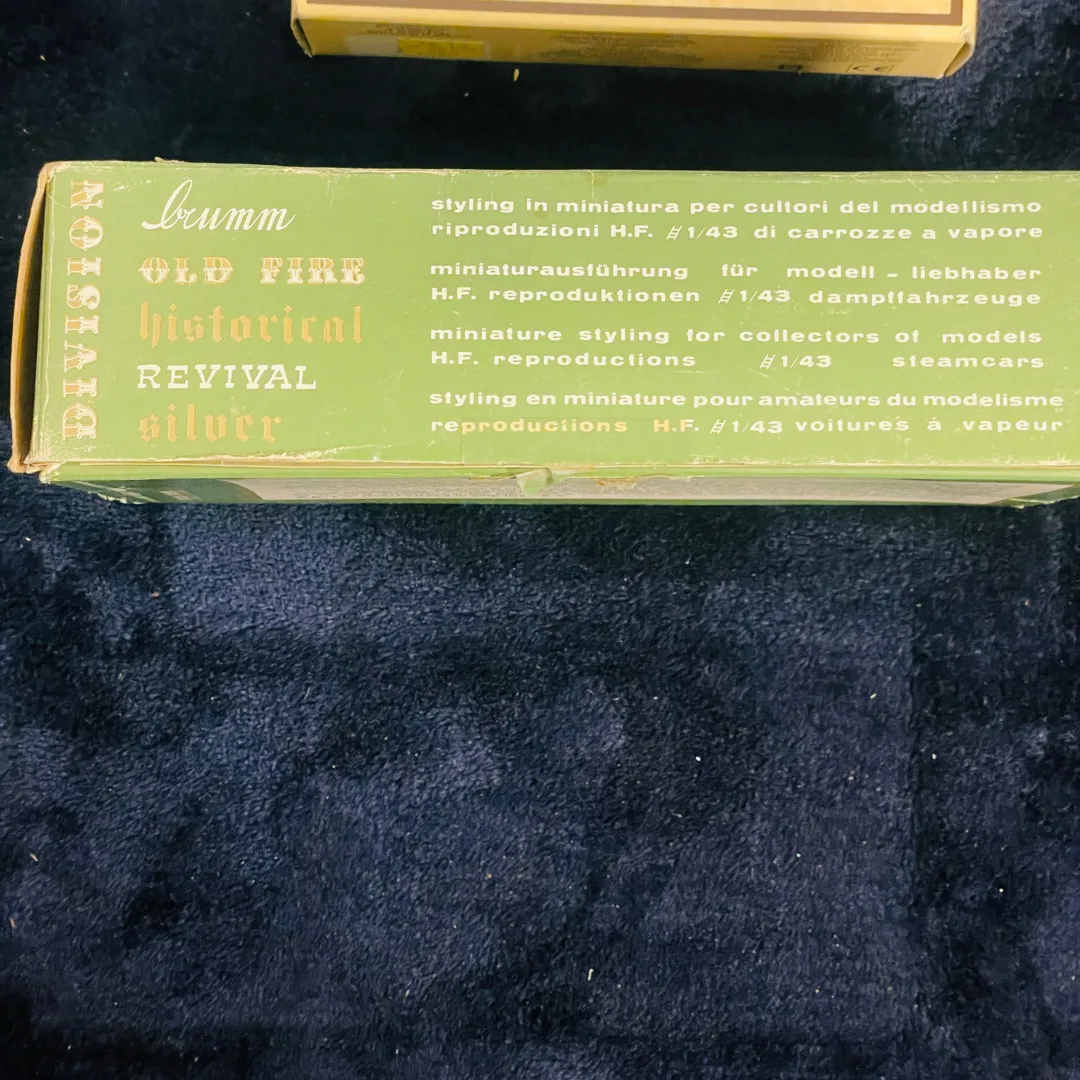 DIVASION
brumm
OLD FIRE
historical
REVIVAL
silver
styling in miniatura per cultori del modellismo
riproduzioni H.F. # 1/43 di carrozze a vapore
miniaturausführung für modell - liebhaber
H.F. reproduktionen # 1/43 dampffahrzeuge
miniature styling for collectors of models
H.F. reproductions # 1/43 steamcars
styling en miniature pour amateurs du modelisme
reproductions H.F. # 1/43 voitures à vapeur
CE